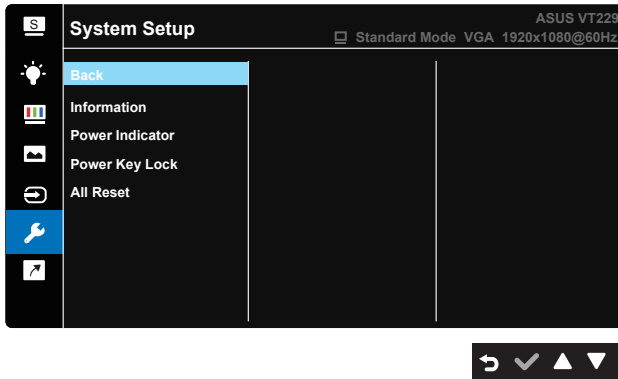 S
System Setup
ASUS VT229
Standard Mode VGA 1920x1080@60Hz
Back
Information
Power Indicator
Power Key Lock
All Reset